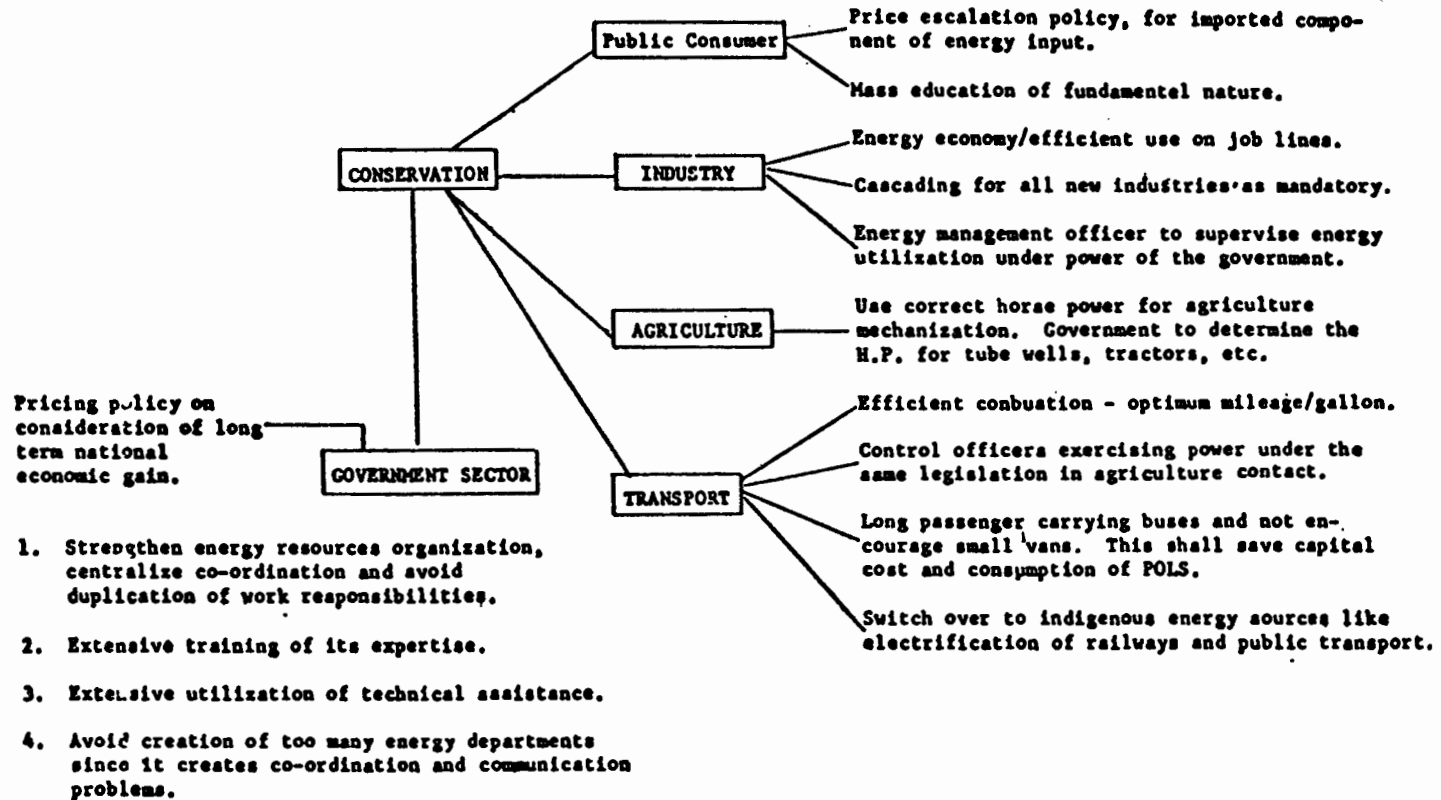 Public Consumer
Price escalation policy, for imported compo-
nent of energy input.
Mass education of fundamentel nature.
CONSERVATION
INDUSTRY
Energy economy/efficient use on job lines.
Cascading for all new industries as mandatory.
Energy management officer to supervise energy
utilization under power of the government.
AGRICULTURE
Use correct horse power for agriculture
mechanization. Government to determine the
H.P. for tube wells, tractors, etc.
TRANSPORT
Efficient conbustion - optimum mileage/gallon.
Control officers exercising power under the
same legislation in agriculture contact.
Long passenger carrying buses and not en-
courage small vans. This shall save capital
cost and consumption of POLS.
Switch over to indigenous energy sources like
electrification of railways and public transport.
Pricing policy on
consideration of long
term national
economic gain.
GOVERNMENT SECTOR
1. Strengthen energy resources organization,
centralize co-ordination and avoid
duplication of work responsibilities.
2. Extensive training of its expertise.
3. Extensive utilization of technical assistance.
4. Avoid creation of too many energy departments
since it creates co-ordination and communication
problems.